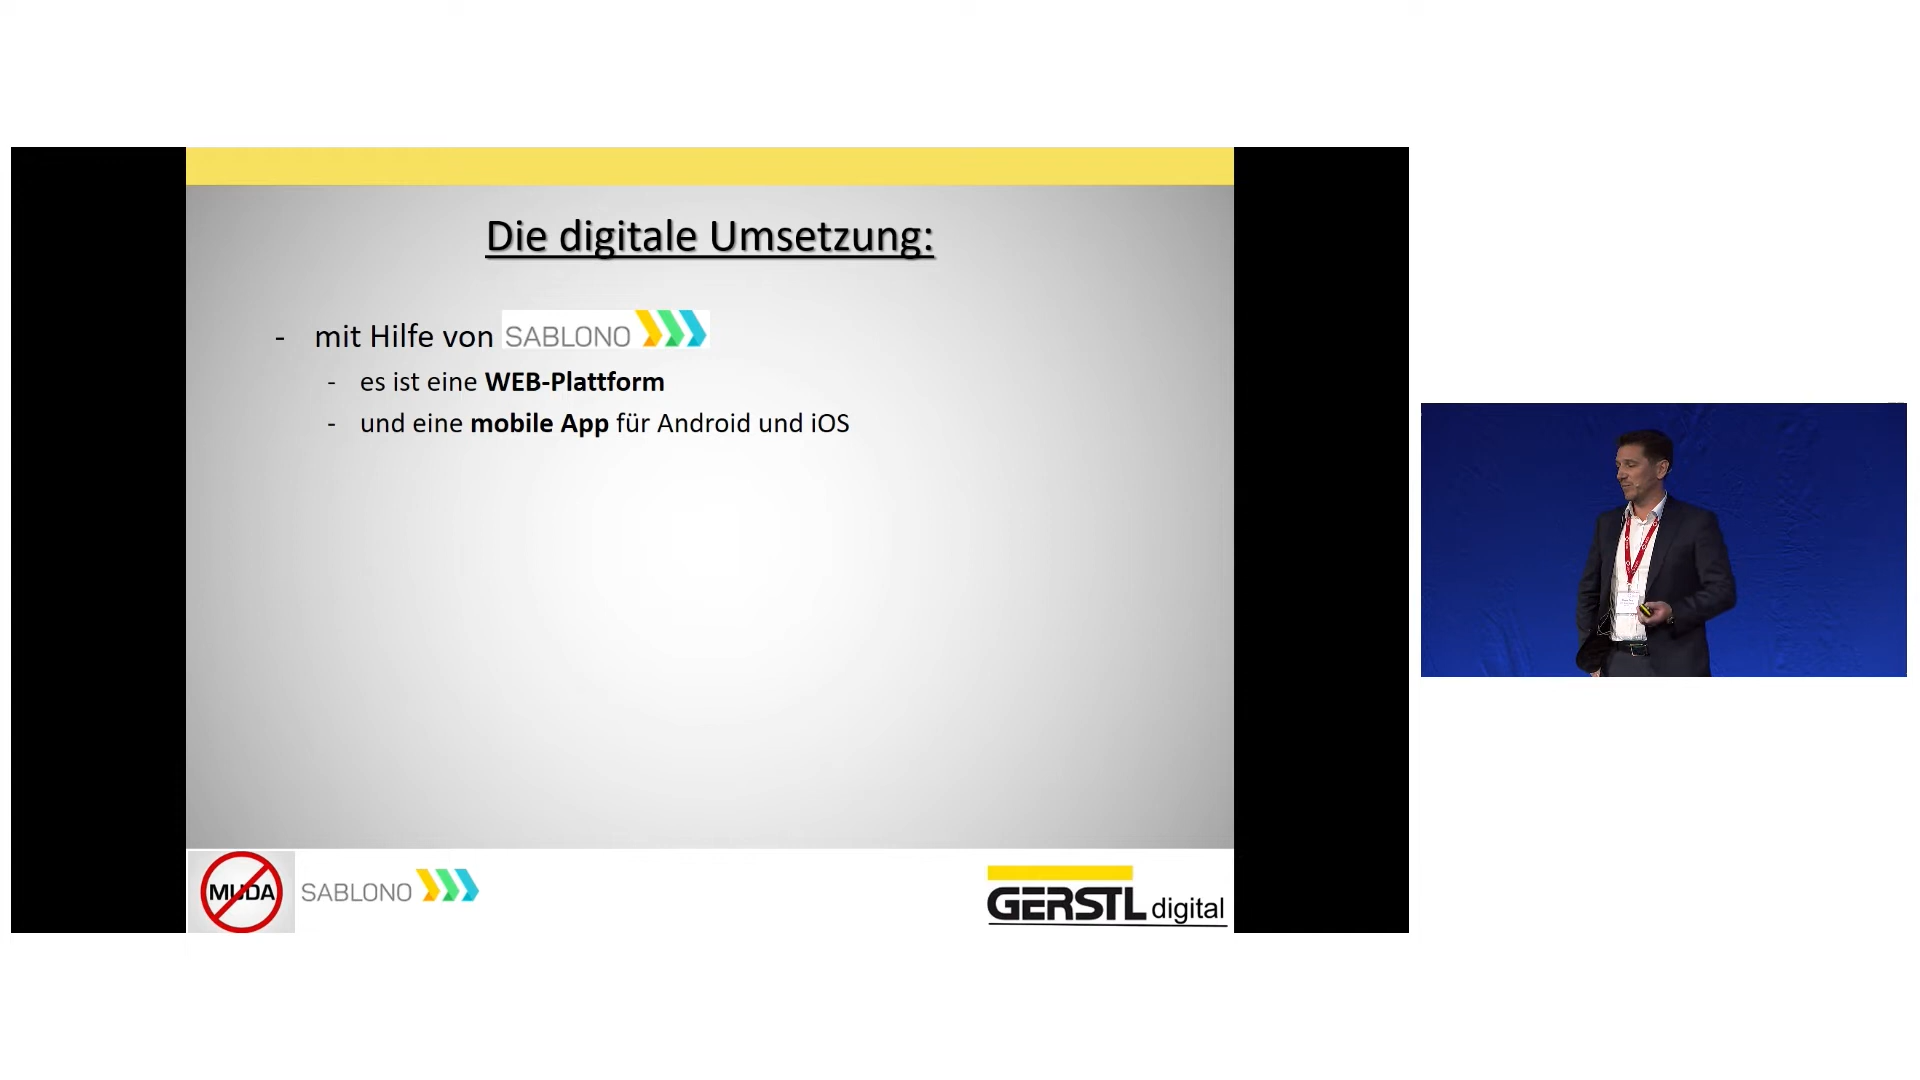 Die digitale Umsetzung:
- mit Hilfe von SABLONO
- es ist eine WEB-Plattform
- und eine mobile App für Android und iOS
MUDA SABLONO
GERSTL digital